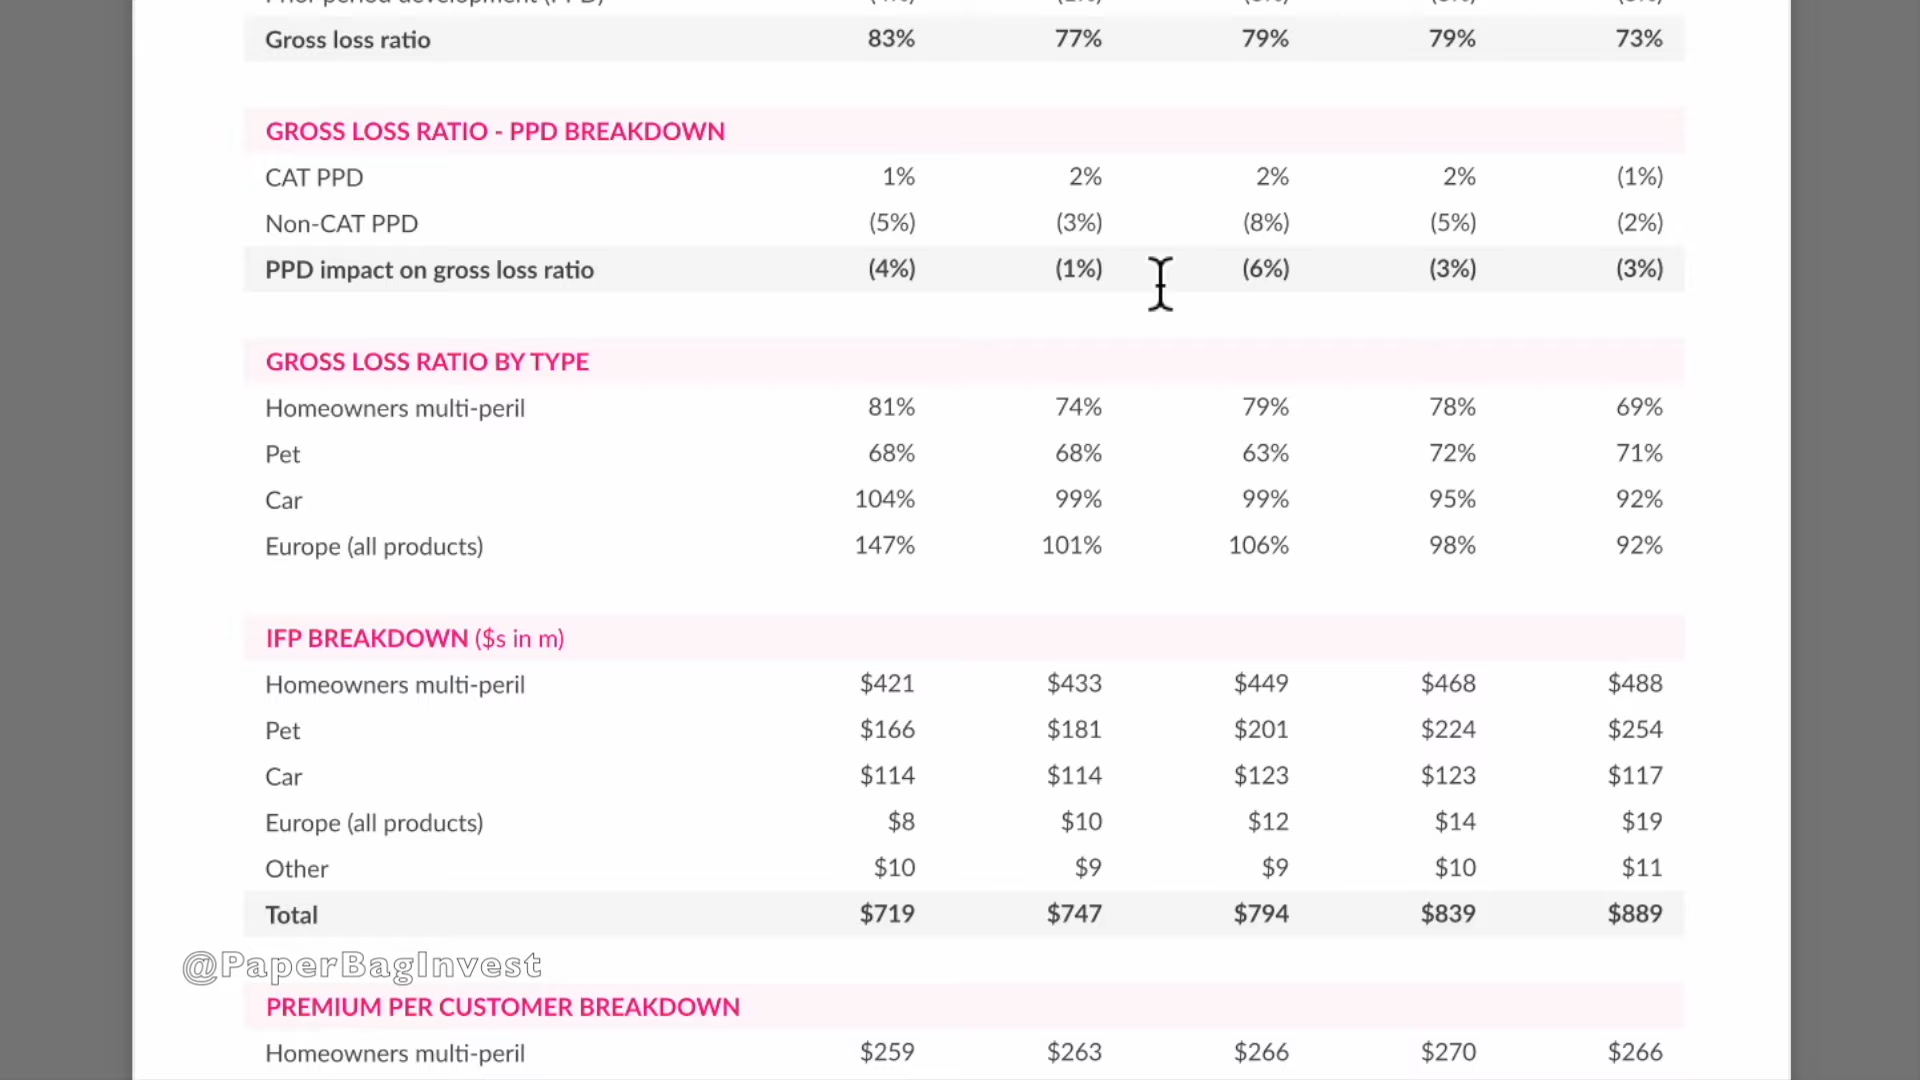 Gross loss ratio 83% 77% 79% 79% 73%
GROSS LOSS RATIO - PPD BREAKDOWN
CAT PPD 1% 2% 2% 2% (1%)
Non-CAT PPD (5%) (3%) (8%) (5%) (2%)
PPD impact on gross loss ratio (4%) (1%) (6%) (3%) (3%)
GROSS LOSS RATIO BY TYPE
Homeowners multi-peril 81% 74% 79% 78% 69%
Pet 68% 68% 63% 72% 71%
Car 104% 99% 99% 95% 92%
Europe (all products) 147% 101% 106% 98% 92%
IFP BREAKDOWN ($s in m)
Homeowners multi-peril $421 $433 $449 $468 $488
Pet $166 $181 $201 $224 $254
Car $114 $114 $123 $123 $117
Europe (all products) $8 $10 $12 $14 $19
Other $10 $9 $9 $10 $11
Total $719 $747 $794 $839 $889
@PaperBagInvest
PREMIUM PER CUSTOMER BREAKDOWN
Homeowners multi-peril $259 $263 $266 $270 $266